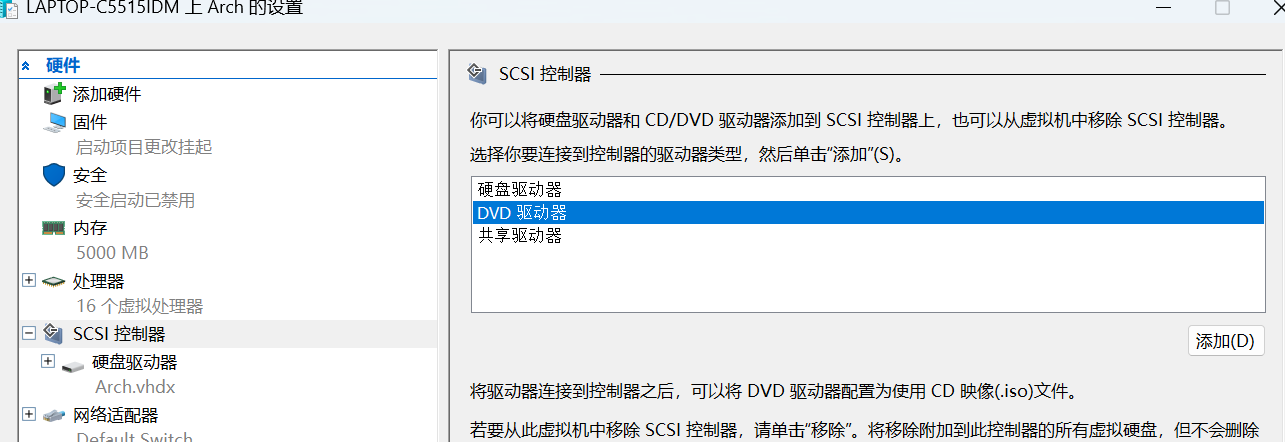 LAPTOP-C5515IDM 上 Arch 的设置
硬件
添加硬件
固件
启动项目更改挂起
安全
安全启动已禁用
内存
5000 MB
处理器
16 个虚拟处理器
SCSI 控制器
硬盘驱动器
Arch.vhdx
网络适配器
Default Switch
SCSI 控制器
你可以将硬盘驱动器和 CD/DVD 驱动器添加到 SCSI 控制器上，也可以从虚拟机中移除 SCSI 控制器。
选择你要连接到控制器的驱动器类型，然后单击“添加”(S)。
硬盘驱动器
DVD 驱动器
共享驱动器
添加(D)
将驱动器连接到控制器之后，可以将 DVD 驱动器配置为使用 CD 映像(.iso)文件。
若要从此虚拟机中移除 SCSI 控制器，请单击“移除”。将移除附加到此控制器的所有虚拟硬盘，但不会删除